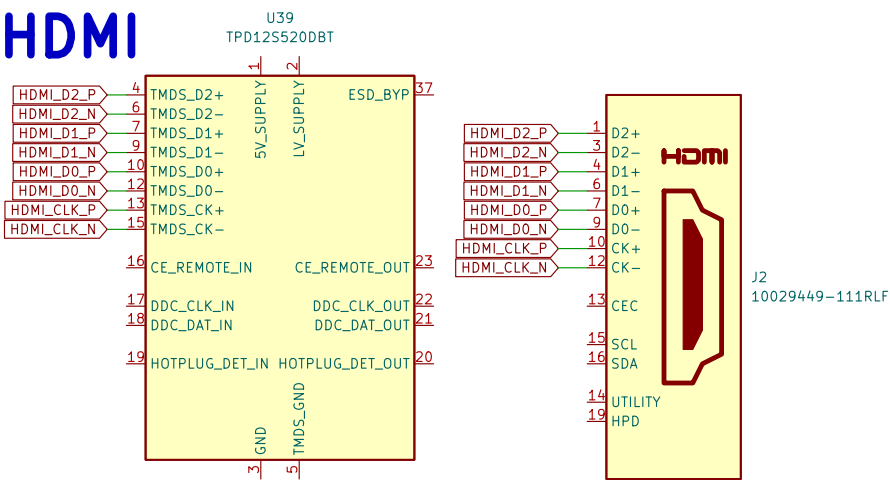 HDMI
U39
TPD12S520DBT
1
2
HDMI_D2_P 4 TMDS_D2+
HDMI_D2_N 6 TMDS_D2-
HDMI_D1_P 7 TMDS_D1+
HDMI_D1_N 9 TMDS_D1-
HDMI_D0_P 10 TMDS_D0+
HDMI_D0_N 12 TMDS_D0-
HDMI_CLK_P 13 TMDS_CK+
HDMI_CLK_N 15 TMDS_CK-
5V_SUPPLY
LV_SUPPLY
ESD_BYP 37
16 CE_REMOTE_IN
CE_REMOTE_OUT 23
17 DDC_CLK_IN
DDC_CLK_OUT 22
18 DDC_DAT_IN
DDC_DAT_OUT 21
19 HOTPLUG_DET_IN
HOTPLUG_DET_OUT 20
GND
TMDS_GND
3
5
HDMI_D2_P 1 D2+
HDMI_D2_N 3 D2-
HDMI_D1_P 4 D1+
HDMI_D1_N 6 D1-
HDMI_D0_P 7 D0+
HDMI_D0_N 9 D0-
HDMI_CLK_P 10 CK+
HDMI_CLK_N 12 CK-
13 CEC
15 SCL
16 SDA
14 UTILITY
19 HPD
HDMI
J2
10029449-111RLF